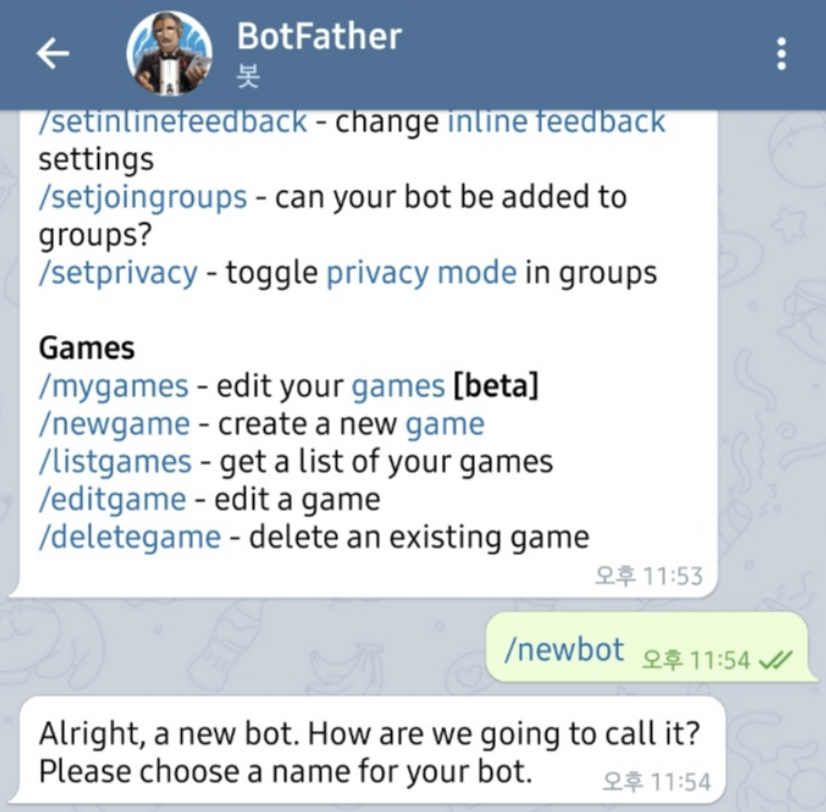 BotFather
봇
/setinlinefeedback - change inline feedback
settings
/setjoingroups - can your bot be added to
groups?
/setprivacy - toggle privacy mode in groups
Games
/mygames - edit your games [beta]
/newgame - create a new game
/listgames - get a list of your games
/editgame - edit a game
/deletegame - delete an existing game
오후 11:53
/newbot 오후 11:54
Alright, a new bot. How are we going to call it?
Please choose a name for your bot. 오후 11:54